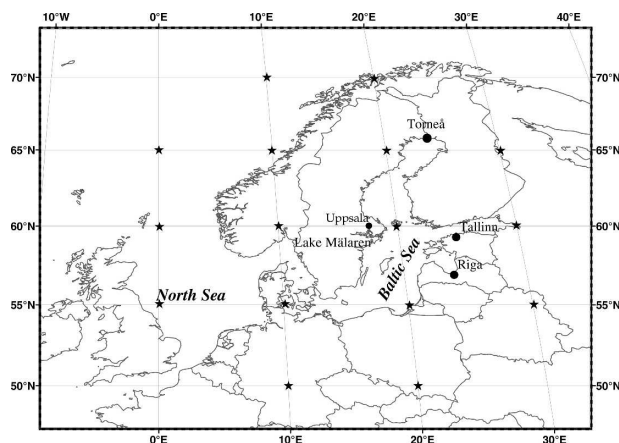 10°W 0°E 10°E 20°E 30°E 40°E
70°N 70°N
Torneå
65°N 65°N
Uppsala
60°N 60°N
Tallinn
Lake Mälaren
Baltic Sea
Riga
North Sea
55°N 55°N
50°N 50°N
0°E 10°E 20°E 30°E